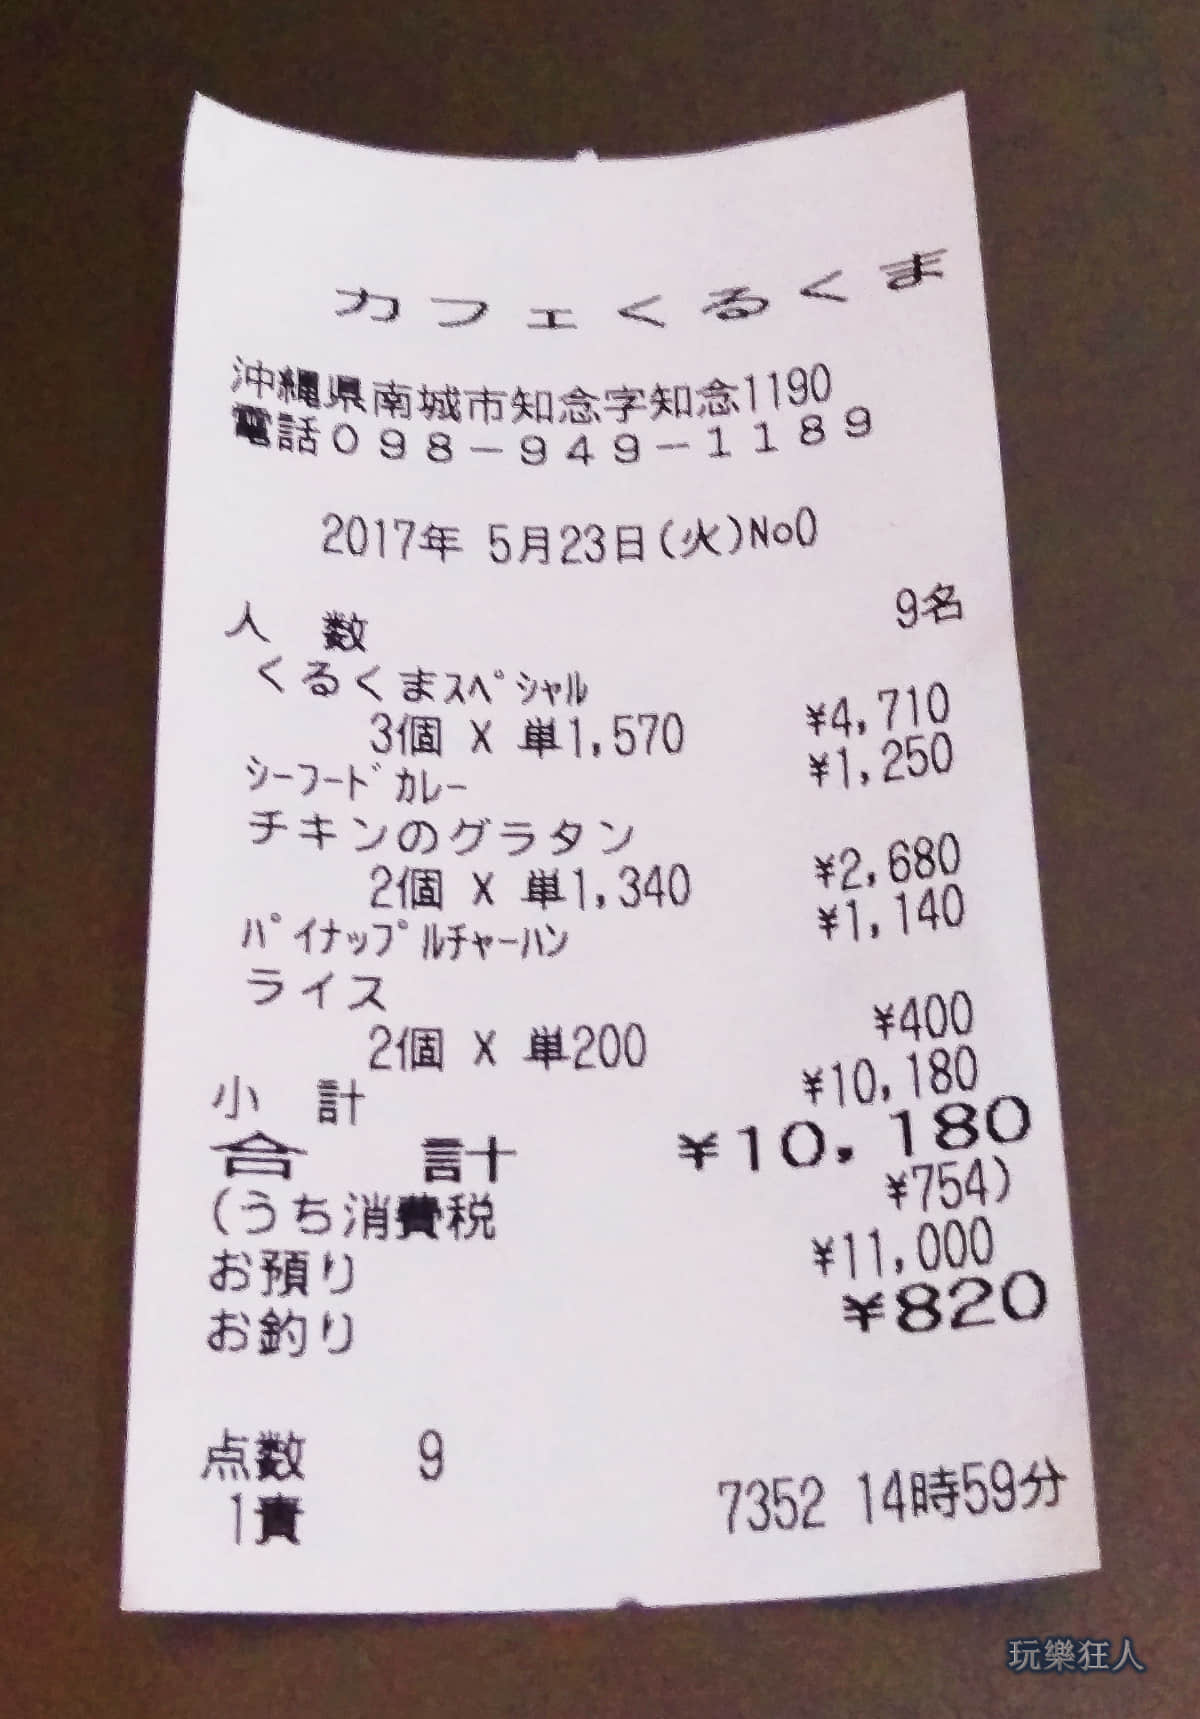 カフェくるくま
沖縄県南城市知念字知念1190
電話０９８－９４９－１１８９
2017年 5月23日(火)No0
人　数 9名
くるくまｽﾍﾟｼｬﾙ
3個 X 単1,570 ¥4,710
ｼｰﾌｰﾄﾞｶﾚｰ ¥1,250
チキンのグラタン
2個 X 単1,340 ¥2,680
ﾊﾟｲﾅｯﾌﾟﾙﾁｬｰﾊﾝ ¥1,140
ライス
2個 X 単200 ¥400
小　計 ¥10,180
合　計 ¥10,180
(うち消費税 ¥754)
お預り ¥11,000
お釣り ¥820
点数 9
1責 7352 14時59分
玩樂狂人